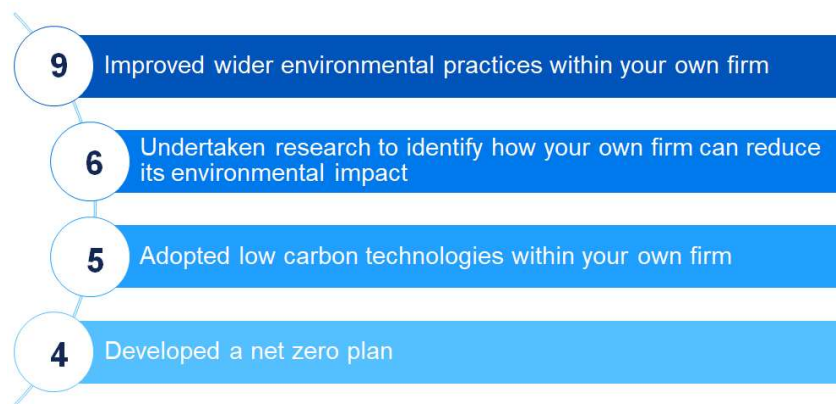 9
Improved wider environmental practices within your own firm
6
Undertaken research to identify how your own firm can reduce
its environmental impact
5
Adopted low carbon technologies within your own firm
4
Developed a net zero plan